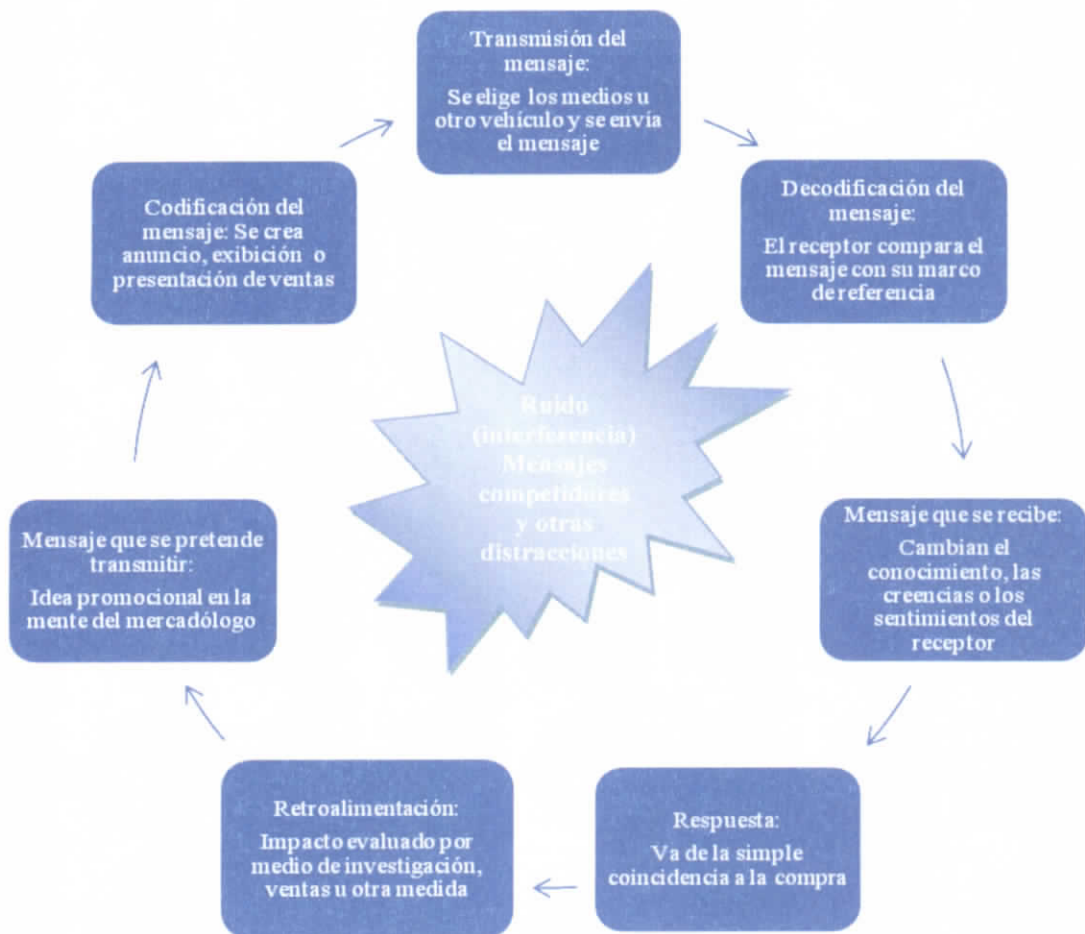 Transmisión del
mensaje:
Se elige los medios u
otro vehículo y se envía
el mensaje
Decodificación del
mensaje:
El receptor compara el
mensaje con su marco
de referencia
Mensaje que se recibe:
Cambian el
conocimiento, las
creencias o los
sentimientos del
receptor
Respuesta:
Va de la simple
coincidencia a la compra
Retroalimentación:
Impacto evaluado por
medio de investigación,
ventas u otra medida
Mensaje que se pretende
transmitir:
Idea promocional en la
mente del mercadólogo
Codificación del
mensaje: Se crea
anuncio, exibición o
presentación de ventas
Ruido
(interferencia)
Mensajes
competidores
y otras
distracciones